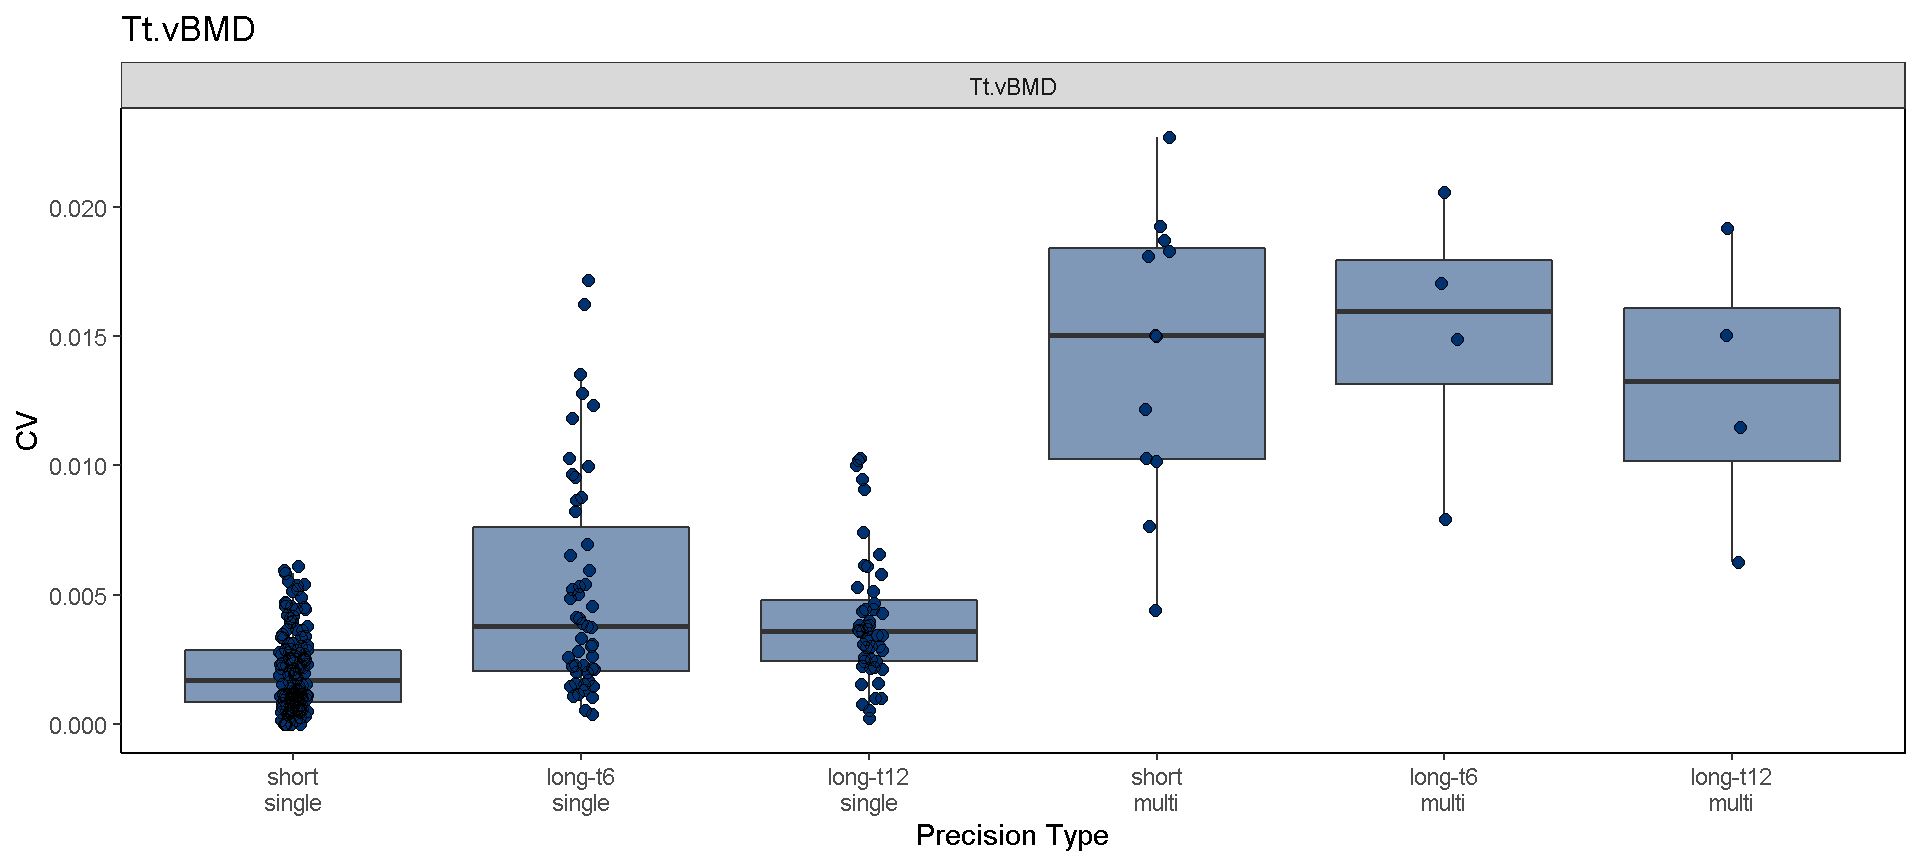 Tt.vBMD
Tt.vBMD
CV
0.020
0.015
0.010
0.005
0.000
short
single
long-t6
single
long-t12
single
short
multi
long-t6
multi
long-t12
multi
Precision Type